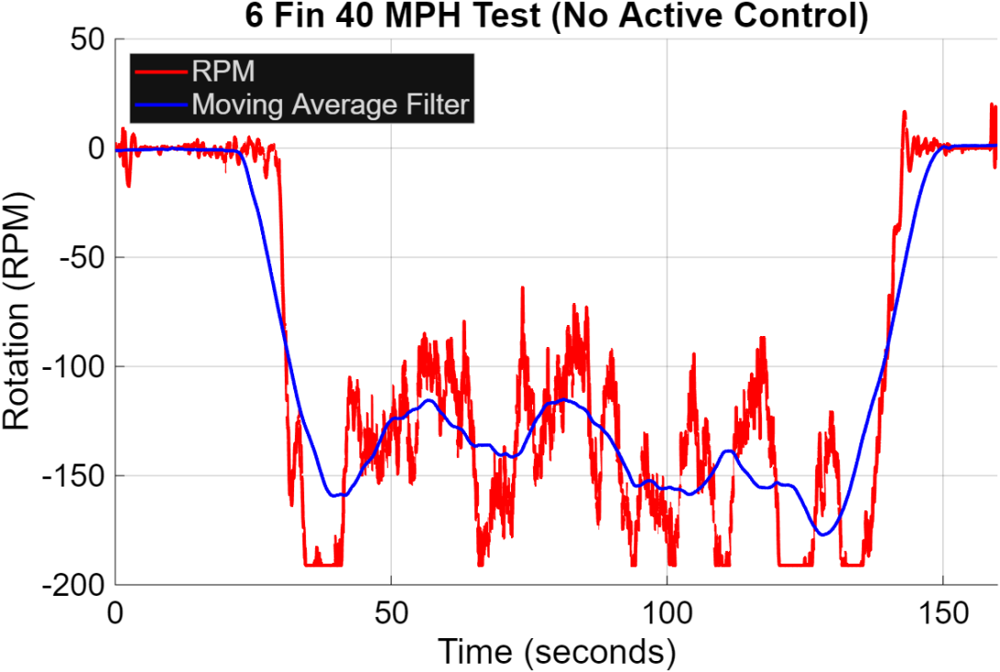 6 Fin 40 MPH Test (No Active Control)
RPM
Moving Average Filter
50
0
-50
-100
-150
-200
Rotation (RPM)
0 50 100 150
Time (seconds)